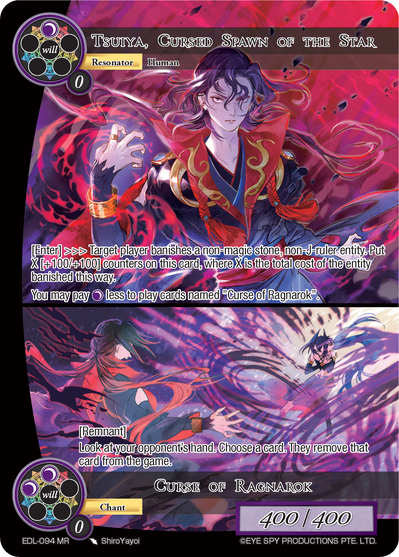 Tsuiya, Cursed Spawn of the Star
will
Resonator Human
0
[Enter] >>> Target player banishes a non-magic stone, non-J-ruler entity. Put
X [+100/+100] counters on this card, where X is the total cost of the entity
banished this way.
You may pay less to play cards named "Curse of Ragnarok".
[Remnant]
Look at your opponent's hand. Choose a card. They remove that
card from the game.
Curse of Ragnarok
will
0
Chant
400/400
EDL-094 MR ShiroYayoi ©EYE SPY PRODUCTIONS PTE. LTD.